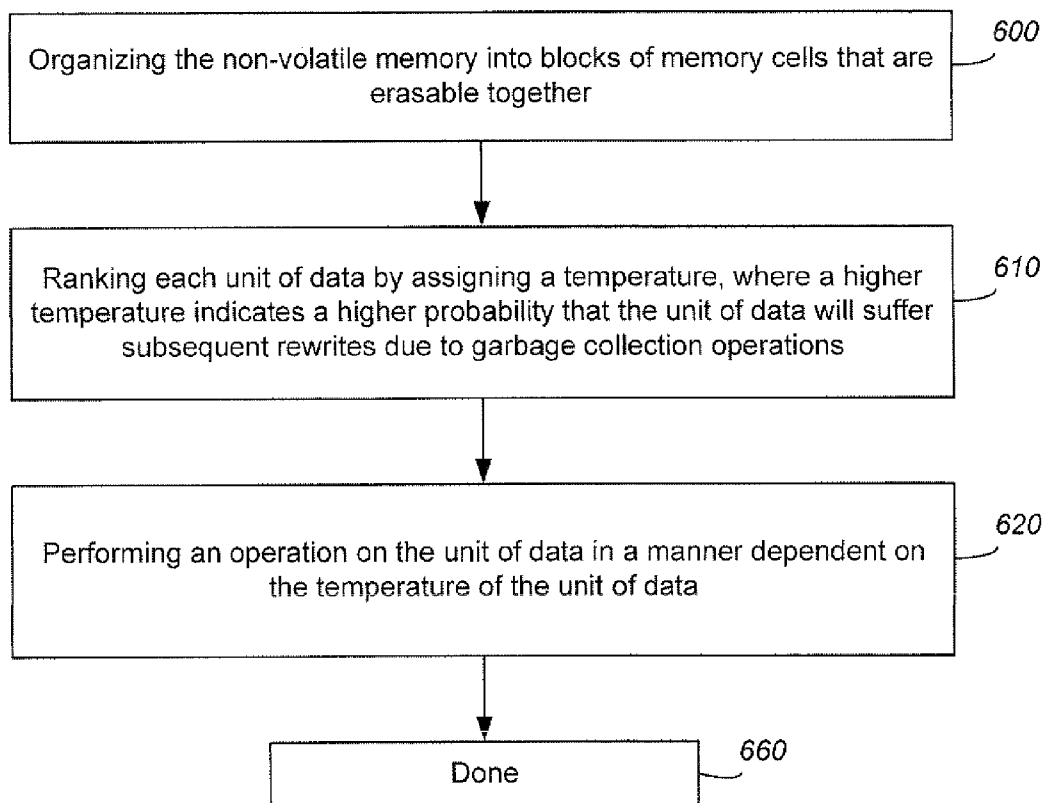 600
Organizing the non-volatile memory into blocks of memory cells that are
erasable together
610
Ranking each unit of data by assigning a temperature, where a higher
temperature indicates a higher probability that the unit of data will suffer
subsequent rewrites due to garbage collection operations
620
Performing an operation on the unit of data in a manner dependent on
the temperature of the unit of data
660
Done